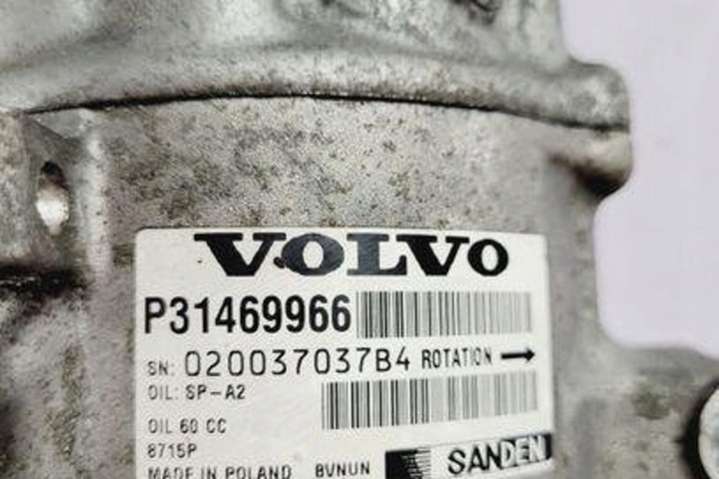 VOLVO
P31469966
SN: 020037037B4 ROTATION →
OIL: SP-A2
OIL 60 CC
8715P
MADE IN POLAND BVNUN SANDEN